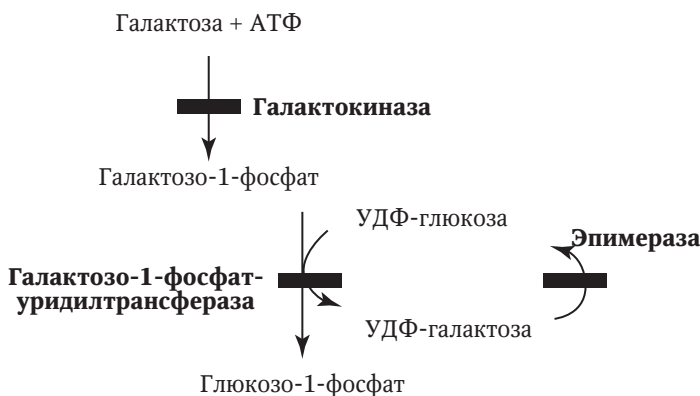 Галактоза + АТФ
Галактокиназа
Галактозо-1-фосфат
УДФ-глюкоза
Эпимераза
Галактозо-1-фосфат-
уридилтрансфераза
УДФ-галактоза
Глюкозо-1-фосфат